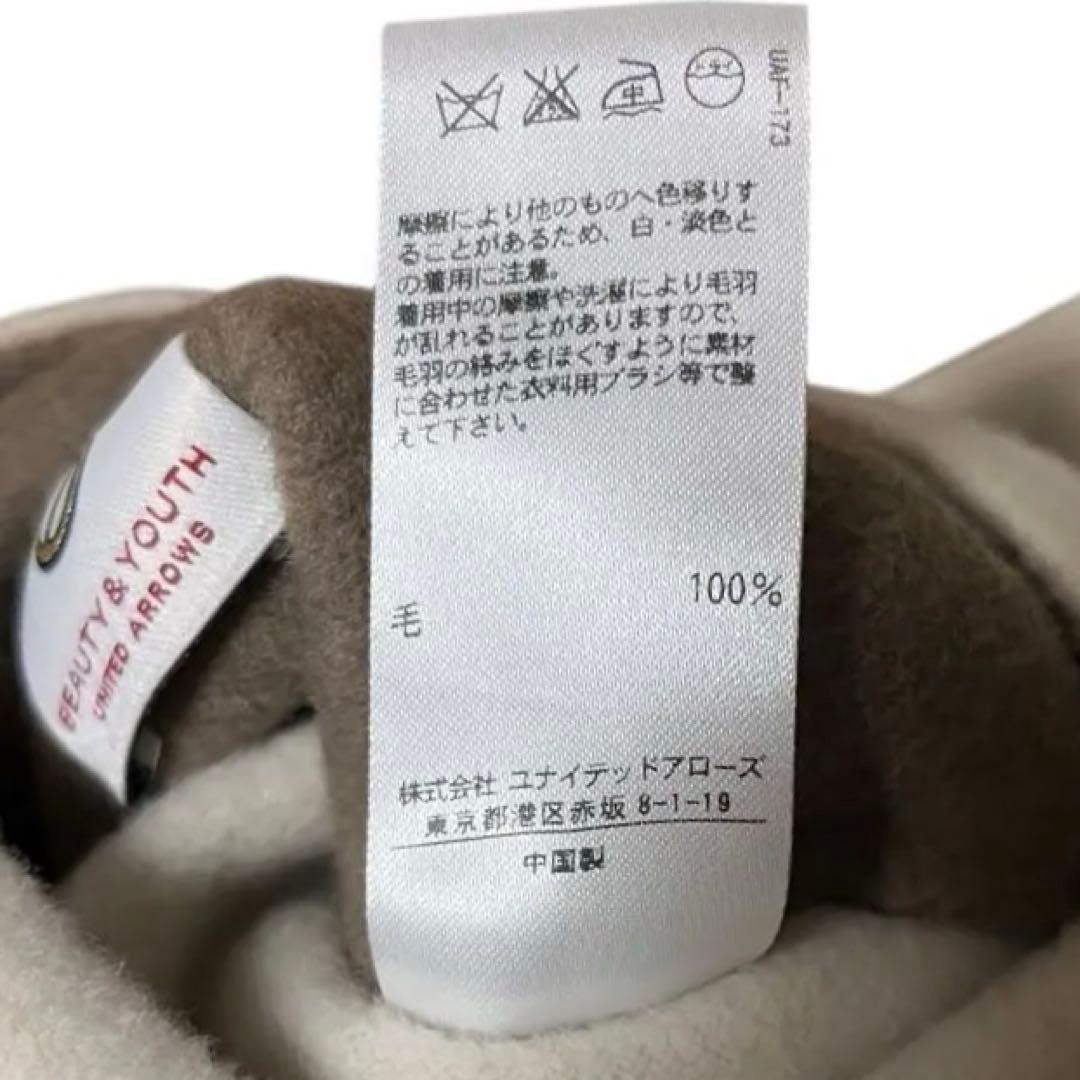 中
ドライ
UAF-173
摩擦により他のものへ色移りす
ることがあるため、白・淡色と
の着用に注意。
着用中の摩擦や洗濯により毛羽
が乱れることがありますので、
毛羽の絡みをほぐすように素材
に合わせた衣料用ブラシ等で整
えて下さい。
毛 100%
株式会社 ユナイテッドアローズ
東京都港区赤坂 8-1-19
中国製
BEAUTY & YOUTH
UNITED ARROWS